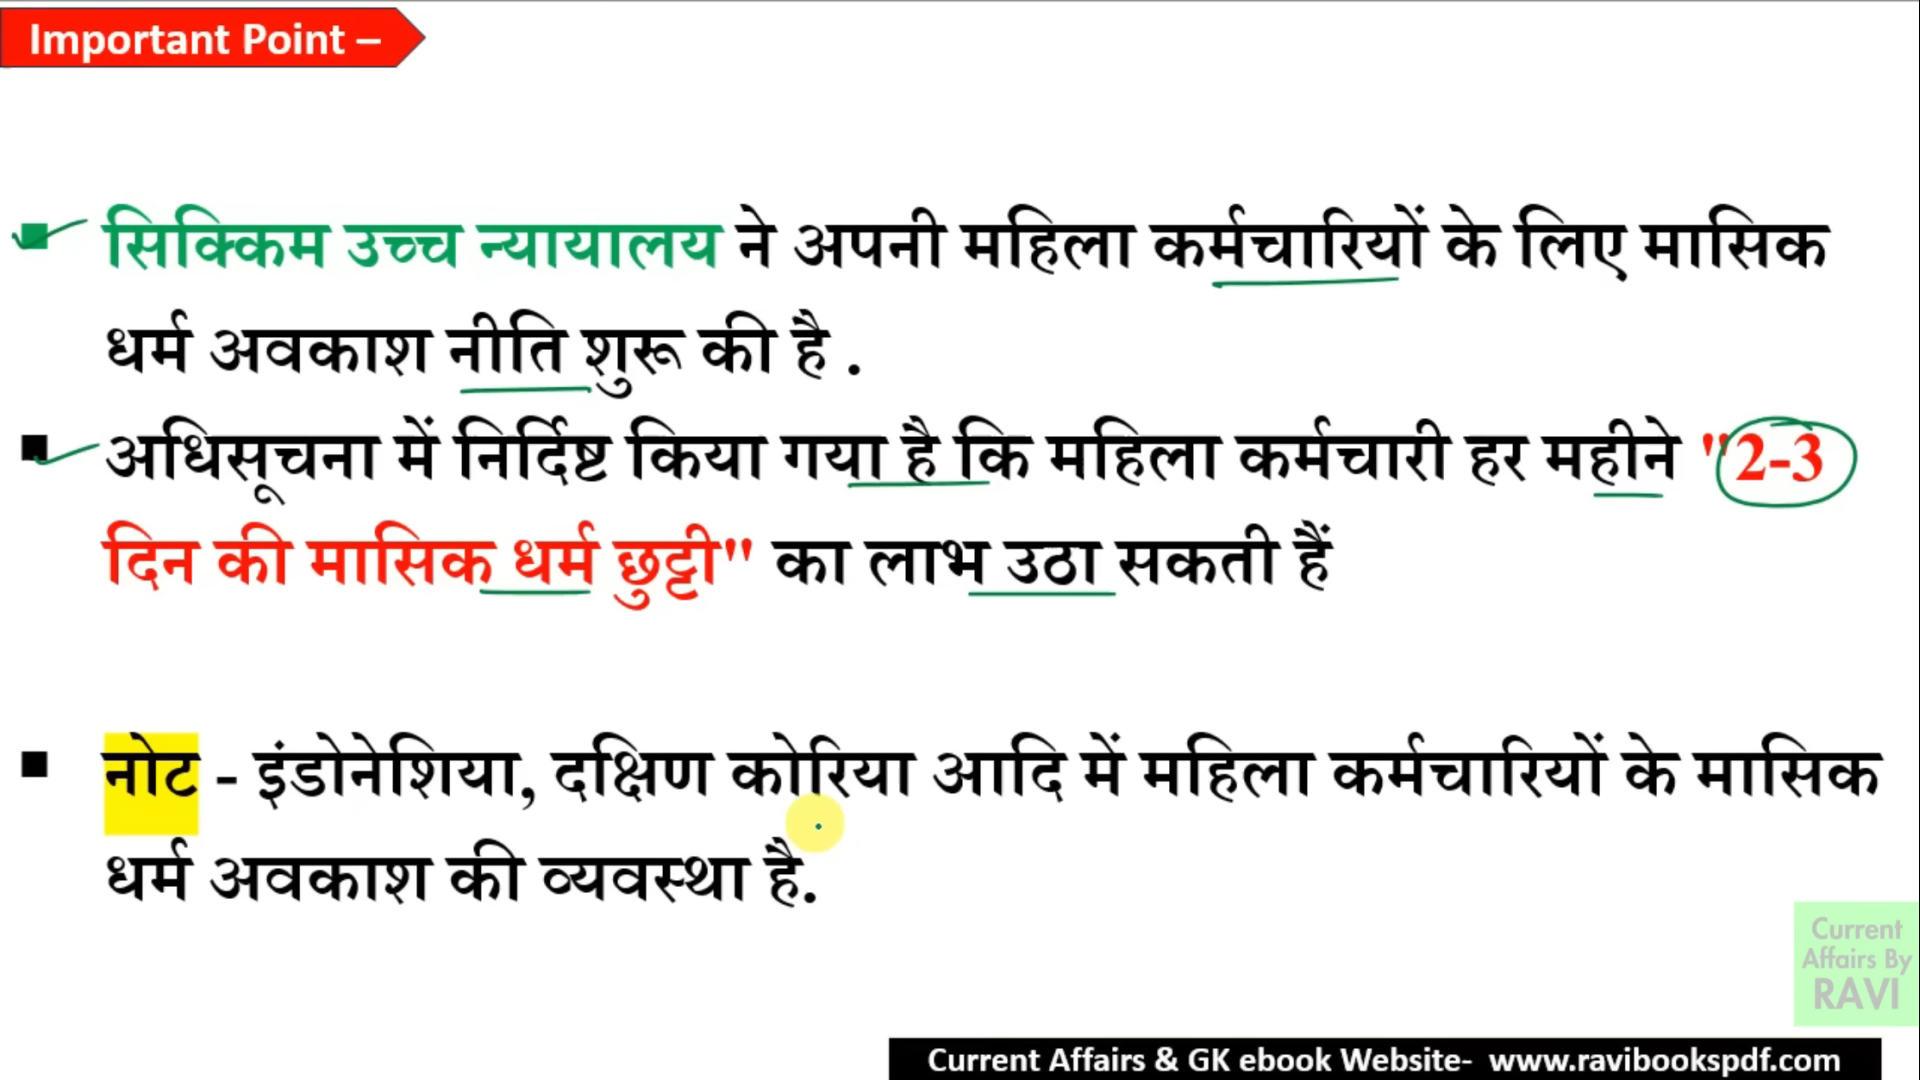 Important Point –
सिक्किम उच्च न्यायालय ने अपनी महिला कर्मचारियों के लिए मासिक
धर्म अवकाश नीति शुरू की है .
अधिसूचना में निर्दिष्ट किया गया है कि महिला कर्मचारी हर महीने "2-3
दिन की मासिक धर्म छुट्टी" का लाभ उठा सकती हैं
नोट - इंडोनेशिया, दक्षिण कोरिया आदि में महिला कर्मचारियों के मासिक
धर्म अवकाश की व्यवस्था है.
Current
Affairs By
RAVI
Current Affairs & GK ebook Website- www.ravibookspdf.com